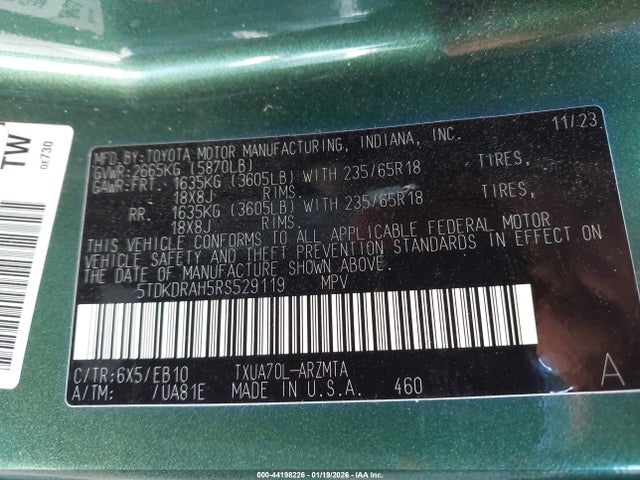 MFD.BY:TOYOTA MOTOR MANUFACTURING, INDIANA, INC. 11/23
GVWR:2665KG (5870LB)
GAWR:FRT. 1635KG (3605LB) WITH 235/65R18 TIRES,
18X8J RIMS.
RR. 1635KG (3605LB) WITH 235/65R18 TIRES,
18X8J RIMS.
THIS VEHICLE CONFORMS TO ALL APPLICABLE FEDERAL MOTOR
VEHICLE SAFETY AND THEFT PREVENTION STANDARDS IN EFFECT ON
THE DATE OF MANUFACTURE SHOWN ABOVE.
5TDKDRAH5RS529119 MPV
C/TR:6X5/EB10 TXUA70L-ARZMTA
A/TM: /UA81E MADE IN U.S.A. 460 A
TW
0E730
000-44198226 - 01/19/2026 - IAA Inc.